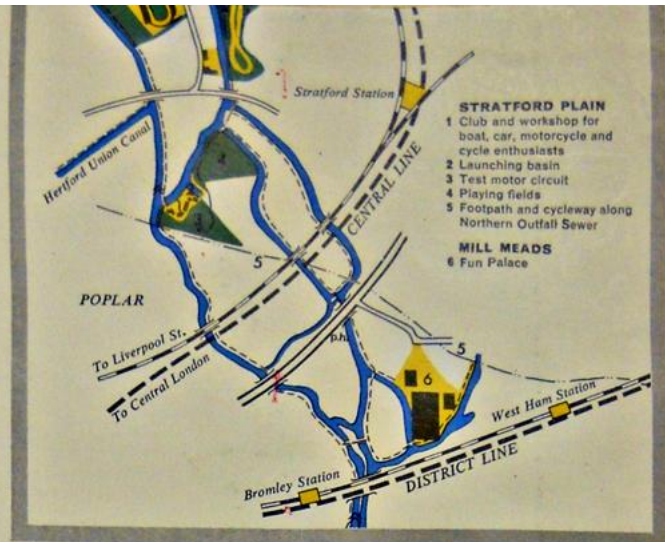 Stratford Station
STRATFORD PLAIN
1 Club and workshop for
boat, car, motorcycle and
cycle enthusiasts
2 Launching basin
3 Test motor circuit
4 Playing fields
5 Footpath and cycleway along
Northern Outfall Sewer
MILL MEADS
6 Fun Palace
Hertford Union Canal
CENTRAL LINE
4
3
5
POPLAR
To Liverpool St.
To Central London
p.h.
5
6
West Ham Station
Bromley Station
DISTRICT LINE